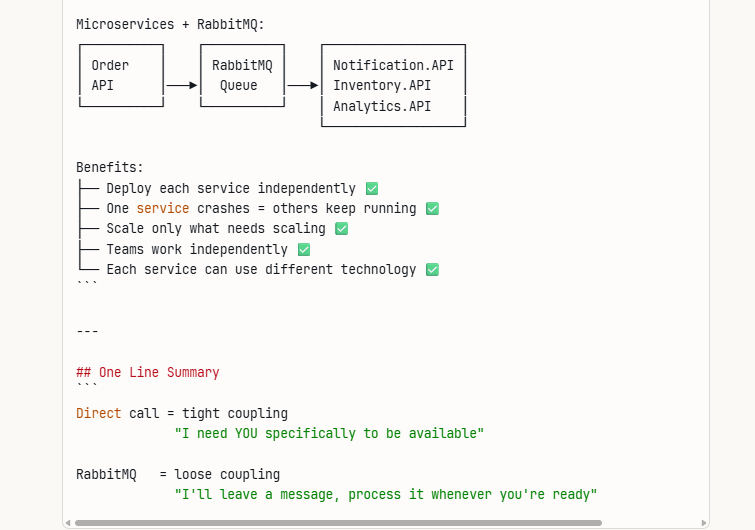 Microservices + RabbitMQ:
┌──────────┐    ┌──────────┐    ┌──────────────────┐
│ Order    │    │ RabbitMQ │    │ Notification.API │
│ API      │───▶│  Queue   │───▶│ Inventory.API    │
└──────────┘    └──────────┘    │ Analytics.API    │
                                └──────────────────┘
Benefits:
├── Deploy each service independently ✅
├── One service crashes = others keep running ✅
├── Scale only what needs scaling ✅
├── Teams work independently ✅
└── Each service can use different technology ✅
```
---
## One Line Summary
```
Direct call = tight coupling
             "I need YOU specifically to be available"
RabbitMQ   = loose coupling
             "I'll leave a message, process it whenever you're ready"